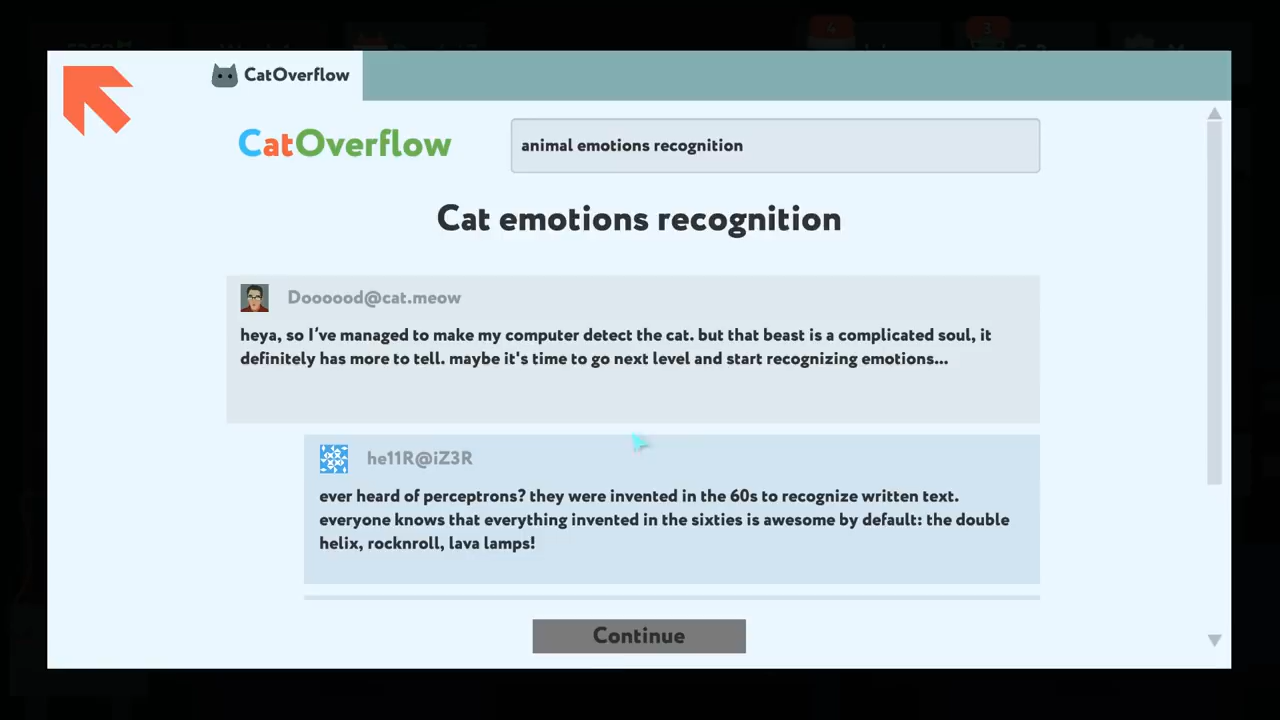 CatOverflow
CatOverflow
animal emotions recognition
Cat emotions recognition
Doooood@cat.meow
heya, so I've managed to make my computer detect the cat. but that beast is a complicated soul, it
definitely has more to tell. maybe it's time to go next level and start recognizing emotions...
he11R@iZ3R
ever heard of perceptrons? they were invented in the 60s to recognize written text.
everyone knows that everything invented in the sixties is awesome by default: the double
helix, rocknroll, lava lamps!
Continue